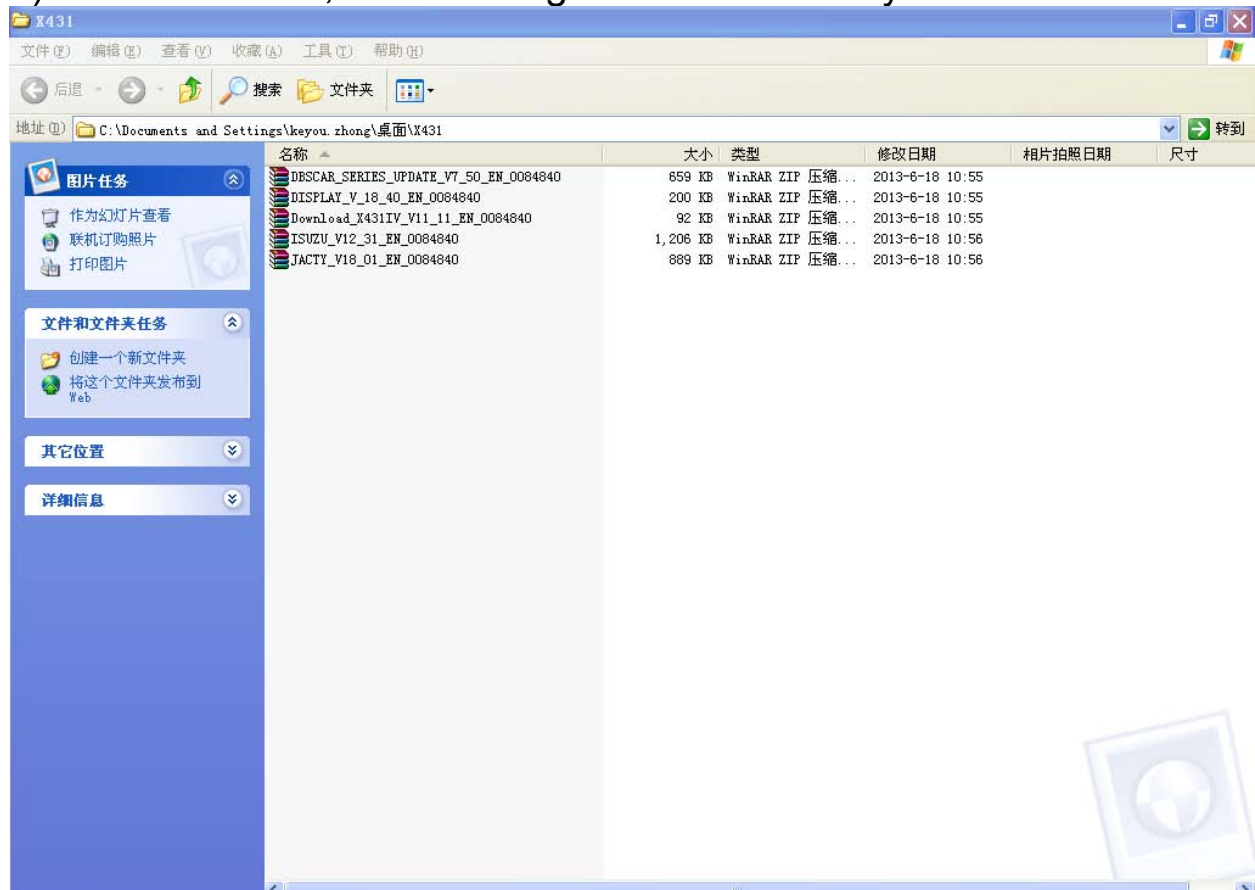 X431
文件(F) 编辑(E) 查看(V) 收藏(A) 工具(T) 帮助(H)
后退 搜索 文件夹
地址(D) C:\Documents and Settings\keyou.zhong\桌面\X431 转到
名称 大小 类型 修改日期 相片拍照日期 尺寸
图片任务
作为幻灯片查看
联机订购照片
打印图片
文件和文件夹任务
创建一个新文件夹
将这个文件夹发布到
Web
其它位置
详细信息
DBSCAR_SERIES_UPDATE_V7_50_EN_0084840 659 KB WinRAR ZIP 压缩... 2013-6-18 10:55
DISPLAY_V_18_40_EN_0084840 200 KB WinRAR ZIP 压缩... 2013-6-18 10:55
Download_X431IV_V11_11_EN_0084840 92 KB WinRAR ZIP 压缩... 2013-6-18 10:55
ISUZU_V12_31_EN_0084840 1,206 KB WinRAR ZIP 压缩... 2013-6-18 10:56
JACTY_V18_01_EN_0084840 889 KB WinRAR ZIP 压缩... 2013-6-18 10:56